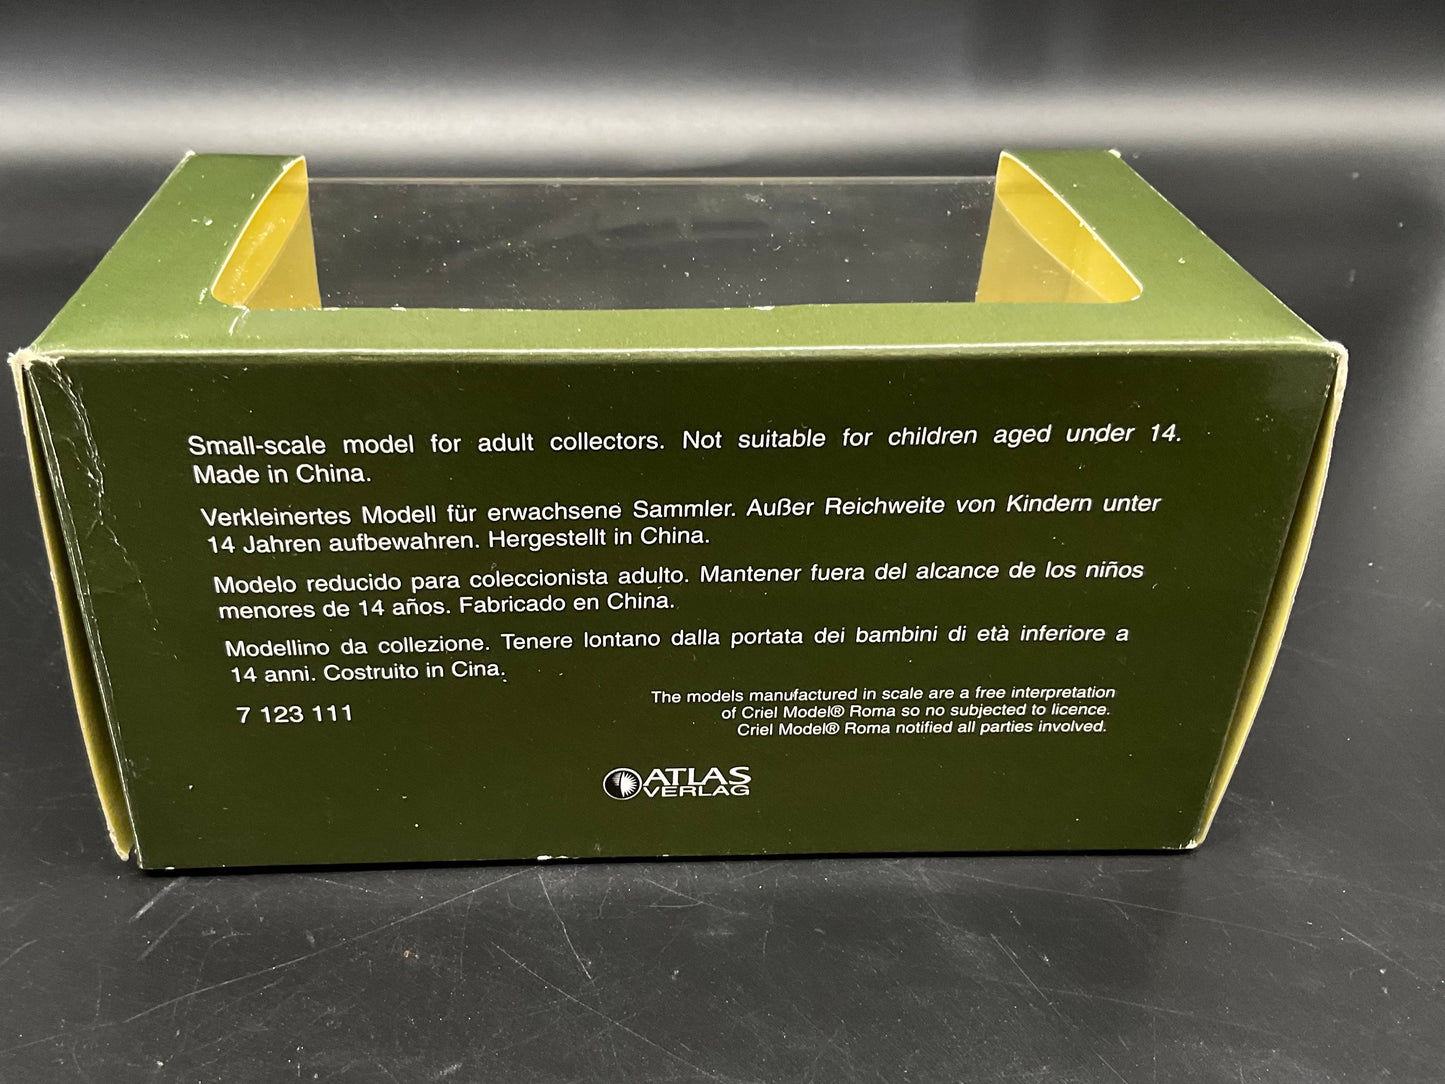 Small-scale model for adult collectors. Not suitable for children aged under 14.
Made in China.
Verkleinertes Modell für erwachsene Sammler. Außer Reichweite von Kindern unter
14 Jahren aufbewahren. Hergestellt in China.
Modelo reducido para coleccionista adulto. Mantener fuera del alcance de los niños
menores de 14 años. Fabricado en China.
Modellino da collezione. Tenere lontano dalla portata dei bambini di età inferiore a
14 anni. Costruito in Cina.
7 123 111
The models manufactured in scale are a free interpretation
of Criel Model® Roma so no subjected to licence.
Criel Model® Roma notified all parties involved.
ATLAS
VERLAG